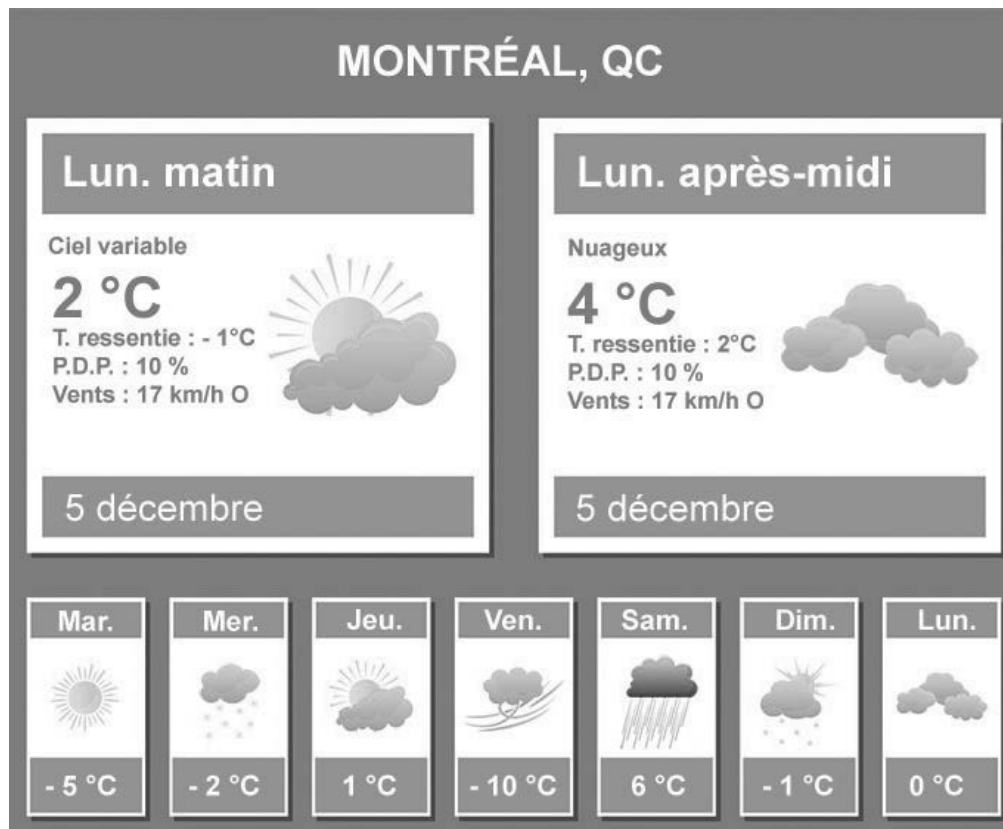 MONTRÉAL, QC
Lun. matin
Ciel variable
2 °C
T. ressentie : - 1°C
P.D.P. : 10 %
Vents : 17 km/h O
5 décembre
Lun. après-midi
Nuageux
4 °C
T. ressentie : 2°C
P.D.P. : 10 %
Vents : 17 km/h O
5 décembre
Mar.
- 5 °C
Mer.
- 2 °C
Jeu.
1 °C
Ven.
- 10 °C
Sam.
6 °C
Dim.
- 1 °C
Lun.
0 °C